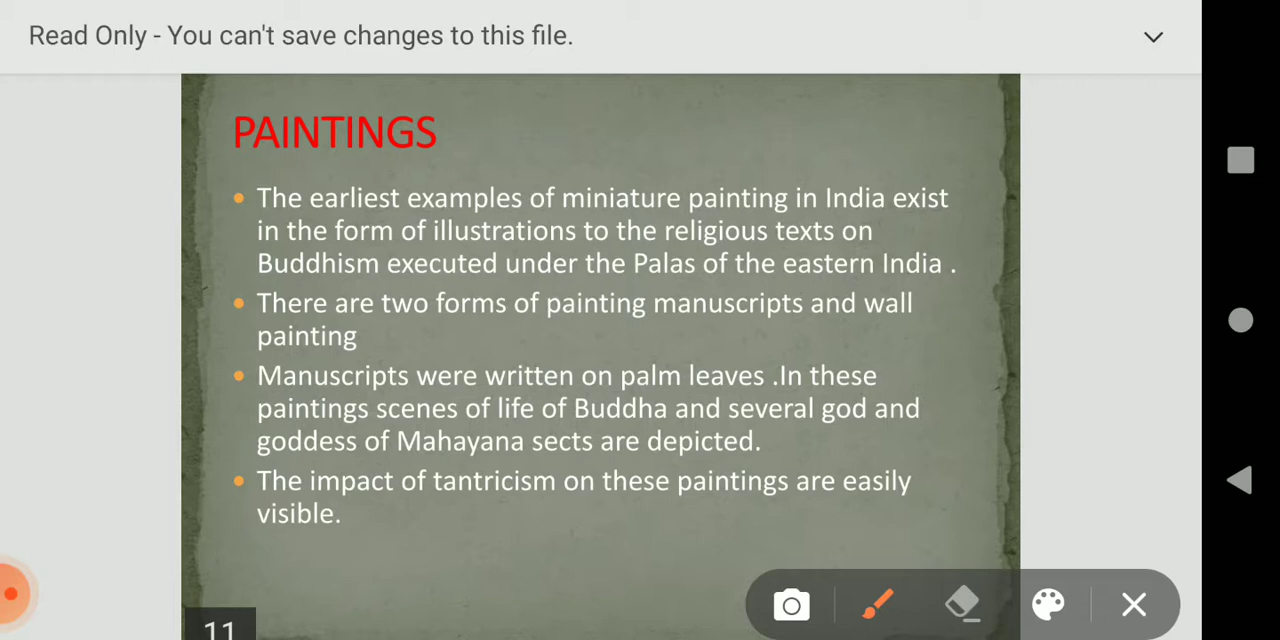 Read Only - You can't save changes to this file.
PAINTINGS
• The earliest examples of miniature painting in India exist
in the form of illustrations to the religious texts on
Buddhism executed under the Palas of the eastern India .
• There are two forms of painting manuscripts and wall
painting
• Manuscripts were written on palm leaves .In these
paintings scenes of life of Buddha and several god and
goddess of Mahayana sects are depicted.
• The impact of tantricism on these paintings are easily
visible.
11